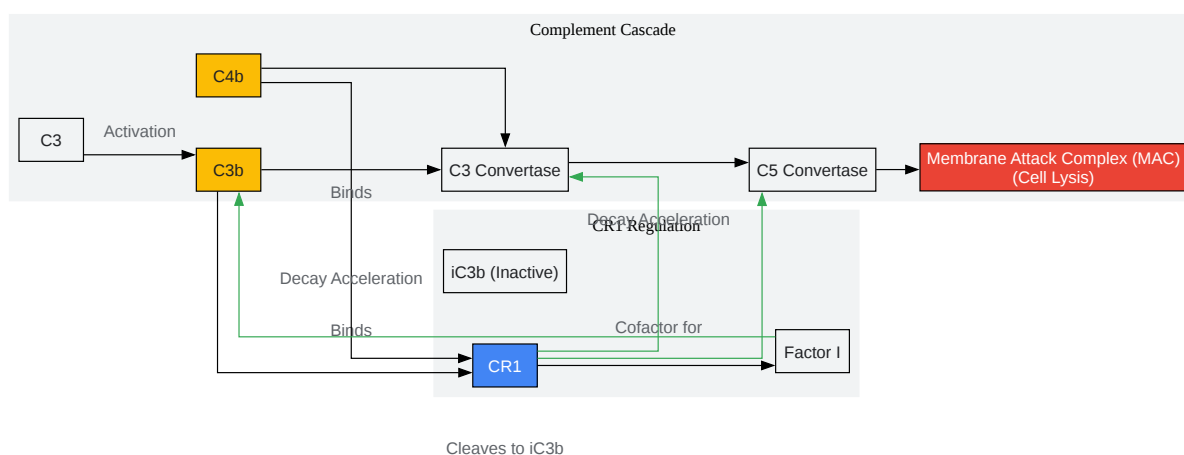 Complement Cascade
C4b
C3
Activation
C3b
C3 Convertase
C5 Convertase
Membrane Attack Complex (MAC)
(Cell Lysis)
Binds
Decay Acceleration
CR1 Regulation
iC3b (Inactive)
Decay Acceleration
Binds
Cofactor for
Factor I
CR1
Cleaves to iC3b